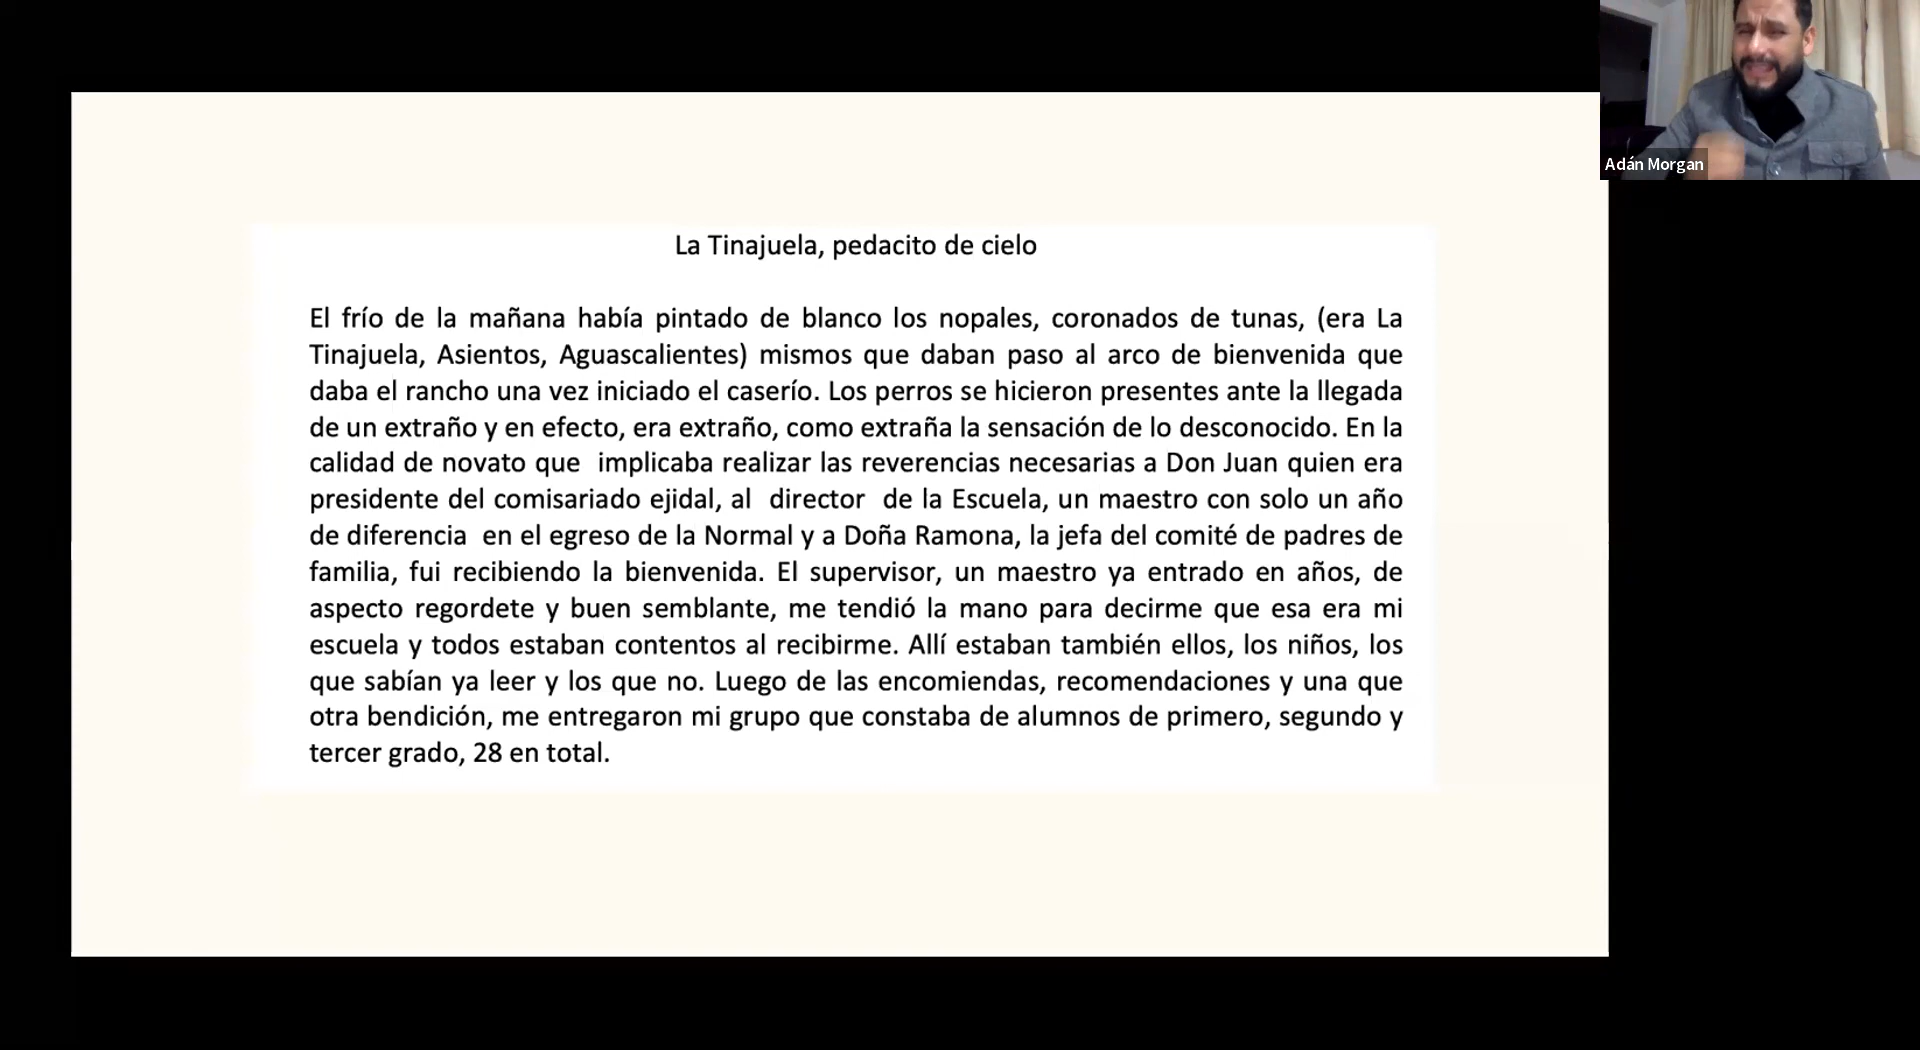 Adán Morgan
La Tinajuela, pedacito de cielo
El frío de la mañana había pintado de blanco los nopales, coronados de tunas, (era La
Tinajuela, Asientos, Aguascalientes) mismos que daban paso al arco de bienvenida que
daba el rancho una vez iniciado el caserío. Los perros se hicieron presentes ante la llegada
de un extraño y en efecto, era extraño, como extraña la sensación de lo desconocido. En la
calidad de novato que  implicaba realizar las reverencias necesarias a Don Juan quien era
presidente del comisariado ejidal, al  director  de la Escuela, un maestro con solo un año
de diferencia  en el egreso de la Normal y a Doña Ramona, la jefa del comité de padres de
familia, fui recibiendo la bienvenida. El supervisor, un maestro ya entrado en años, de
aspecto regordete y buen semblante, me tendió la mano para decirme que esa era mi
escuela y todos estaban contentos al recibirme. Allí estaban también ellos, los niños, los
que sabían ya leer y los que no. Luego de las encomiendas, recomendaciones y una que
otra bendición, me entregaron mi grupo que constaba de alumnos de primero, segundo y
tercer grado, 28 en total.